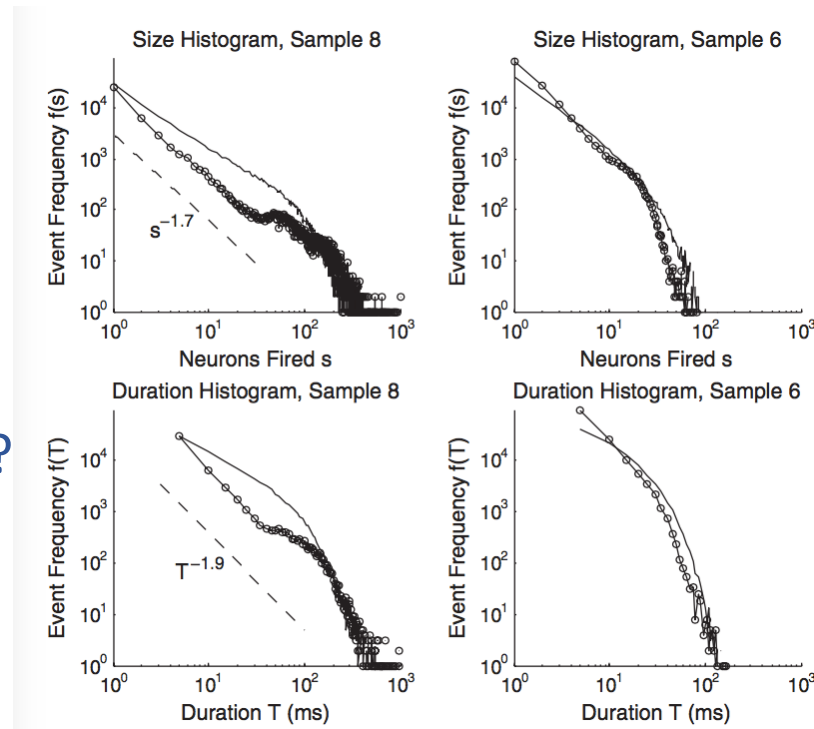 Size Histogram, Sample 8
Event Frequency f(s)
10^4
10^3
10^2
10^1
10^0
s^-1.7
10^0 10^1 10^2 10^3
Neurons Fired s
Size Histogram, Sample 6
Event Frequency f(s)
10^4
10^3
10^2
10^1
10^0
10^0 10^1 10^2 10^3
Neurons Fired s
?
Duration Histogram, Sample 8
Event Frequency f(T)
10^4
10^3
10^2
10^1
10^0
T^-1.9
10^0 10^1 10^2 10^3
Duration T (ms)
Duration Histogram, Sample 6
Event Frequency f(T)
10^4
10^3
10^2
10^1
10^0
10^0 10^1 10^2 10^3
Duration T (ms)